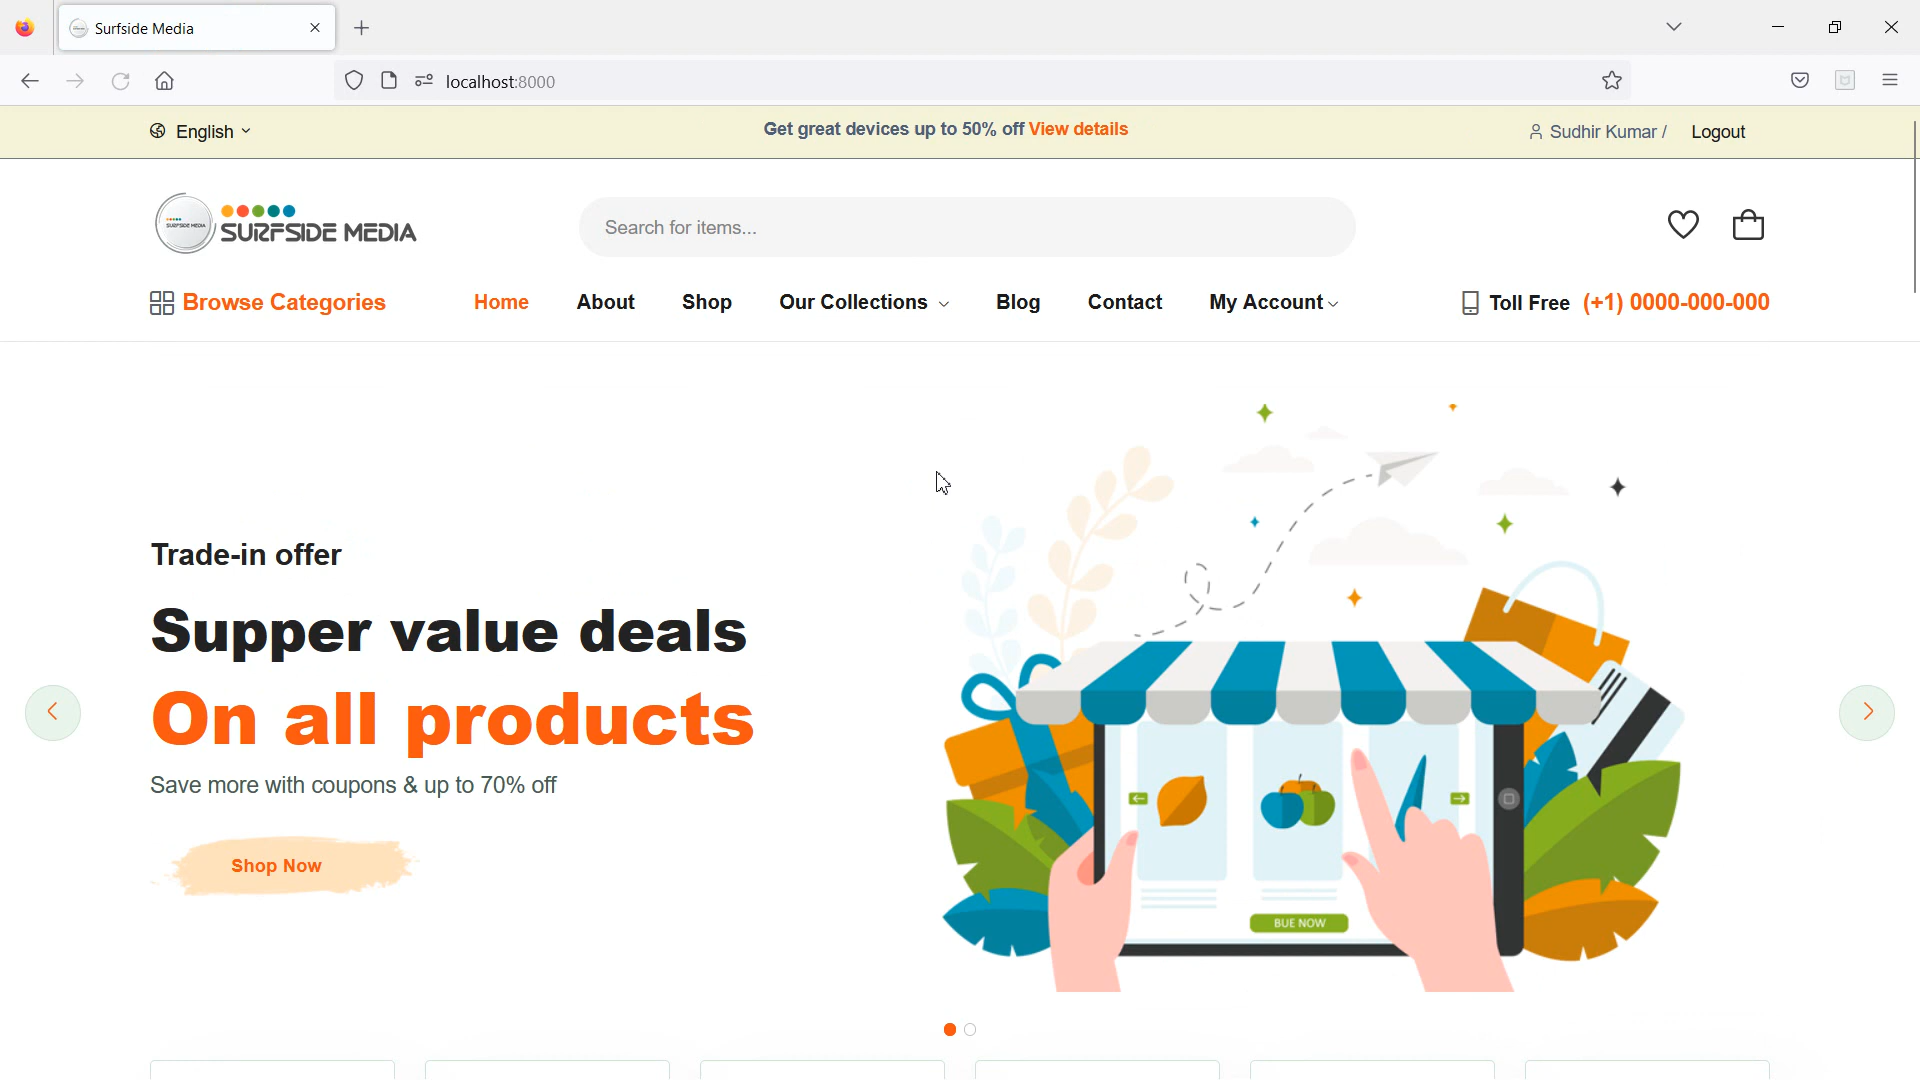 Surfside Media
localhost:8000
English
Get great devices up to 50% off View details
Sudhir Kumar / Logout
SURFSIDE MEDIA
SURFSIDE MEDIA
Search for items...
Browse Categories
Home
About
Shop
Our Collections
Blog
Contact
My Account
Toll Free (+1) 0000-000-000
Trade-in offer
Supper value deals
On all products
Save more with coupons & up to 70% off
Shop Now
BUE NOW